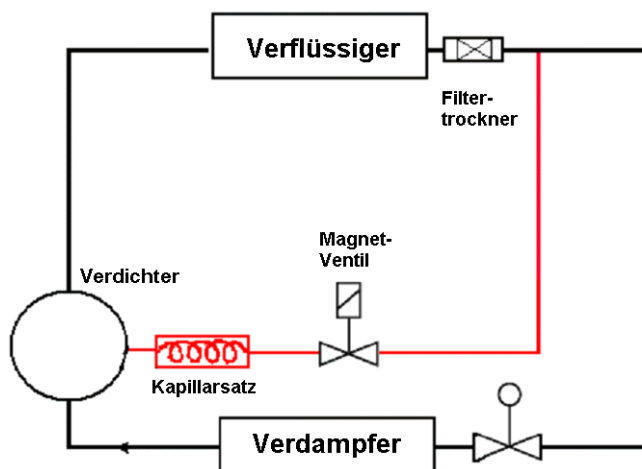 Verflüssiger
Filter-
trockner
Magnet-
Ventil
Verdichter
Kapillarsatz
Verdampfer